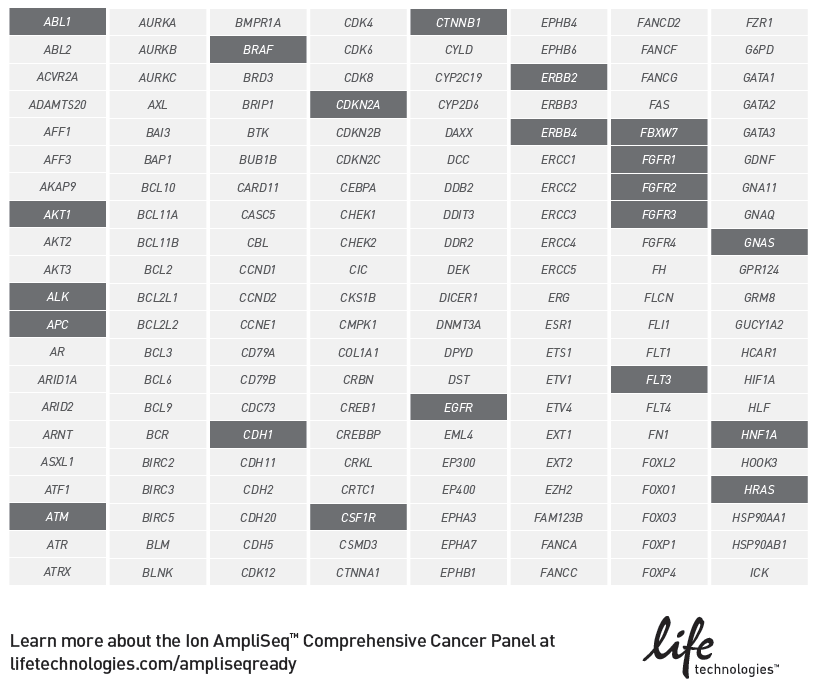 ABL1 AURKA BMPR1A CDK4 CTNNB1 EPHB4 FANCD2 FZR1
ABL2 AURKB BRAF CDK6 CYLD EPHB6 FANCF G6PD
ACVR2A AURKC BRD3 CDK8 CYP2C19 ERBB2 FANCG GATA1
ADAMTS20 AXL BRIP1 CDKN2A CYP2D6 ERBB3 FAS GATA2
AFF1 BAI3 BTK CDKN2B DAXX ERBB4 FBXW7 GATA3
AFF3 BAP1 BUB1B CDKN2C DCC ERCC1 FGFR1 GDNF
AKAP9 BCL10 CARD11 CEBPA DDB2 ERCC2 FGFR2 GNA11
AKT1 BCL11A CASC5 CHEK1 DDIT3 ERCC3 FGFR3 GNAQ
AKT2 BCL11B CBL CHEK2 DDR2 ERCC4 FGFR4 GNAS
AKT3 BCL2 CCND1 CIC DEK ERCC5 FH GPR124
ALK BCL2L1 CCND2 CKS1B DICER1 ERG FLCN GRM8
APC BCL2L2 CCNE1 CMPK1 DNMT3A ESR1 FLI1 GUCY1A2
AR BCL3 CD79A COL1A1 DPYD ETS1 FLT1 HCAR1
ARID1A BCL6 CD79B CRBN DST ETV1 FLT3 HIF1A
ARID2 BCL9 CDC73 CREB1 EGFR ETV4 FLT4 HLF
ARNT BCR CDH1 CREBBP EML4 EXT1 FN1 HNF1A
ASXL1 BIRC2 CDH11 CRKL EP300 EXT2 FOXL2 HOOK3
ATF1 BIRC3 CDH2 CRTC1 EP400 EZH2 FOXO1 HRAS
ATM BIRC5 CDH20 CSF1R EPHA3 FAM123B FOXO3 HSP90AA1
ATR BLM CDH5 CSMD3 EPHA7 FANCA FOXP1 HSP90AB1
ATRX BLNK CDK12 CTNNA1 EPHB1 FANCC FOXP4 ICK
Learn more about the Ion AmpliSeq™ Comprehensive Cancer Panel at
lifetechnologies.com/ampliseqready
life
technologies™